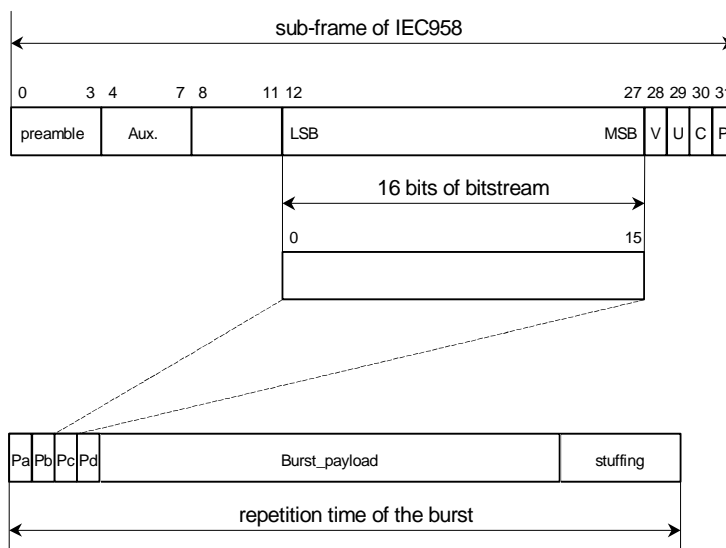 sub-frame of IEC958
0 3 4 7 8 11 12 27 28 29 30 31
preamble Aux. LSB MSB V U C P
16 bits of bitstream
0 15
Pa Pb Pc Pd Burst_payload stuffing
repetition time of the burst